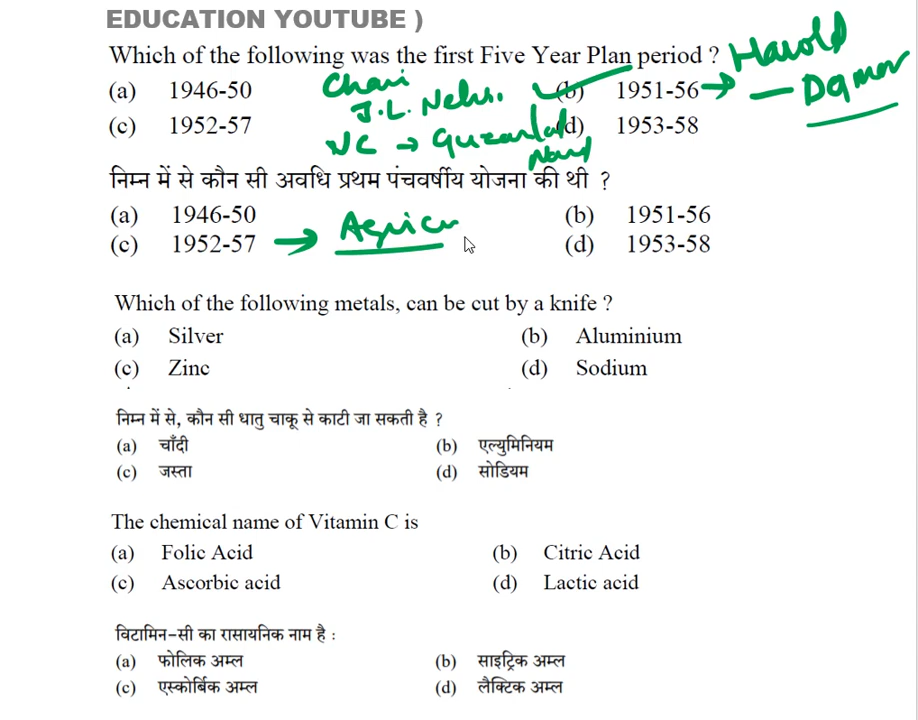 EDUCATION YOUTUBE )
Which of the following was the first Five Year Plan period ? Harold
(a) 1946-50 Chair (b) 1951-56 → — Domar
J.L. Nehru.
(c) 1952-57 VC → (d) 1953-58
निम्न में से कौन सी अवधि प्रथम पंचवर्षीय योजना की थी ?
(a) 1946-50 (b) 1951-56
(c) 1952-57 → Agricu (d) 1953-58
Which of the following metals, can be cut by a knife ?
(a) Silver (b) Aluminium
(c) Zinc (d) Sodium
निम्न में से, कौन सी धातु चाकू से काटी जा सकती है ?
(a) चाँदी (b) एल्युमिनियम
(c) जस्ता (d) सोडियम
The chemical name of Vitamin C is
(a) Folic Acid (b) Citric Acid
(c) Ascorbic acid (d) Lactic acid
विटामिन-सी का रासायनिक नाम है :
(a) फोलिक अम्ल (b) साइट्रिक अम्ल
(c) एस्कोर्बिक अम्ल (d) लैक्टिक अम्ल